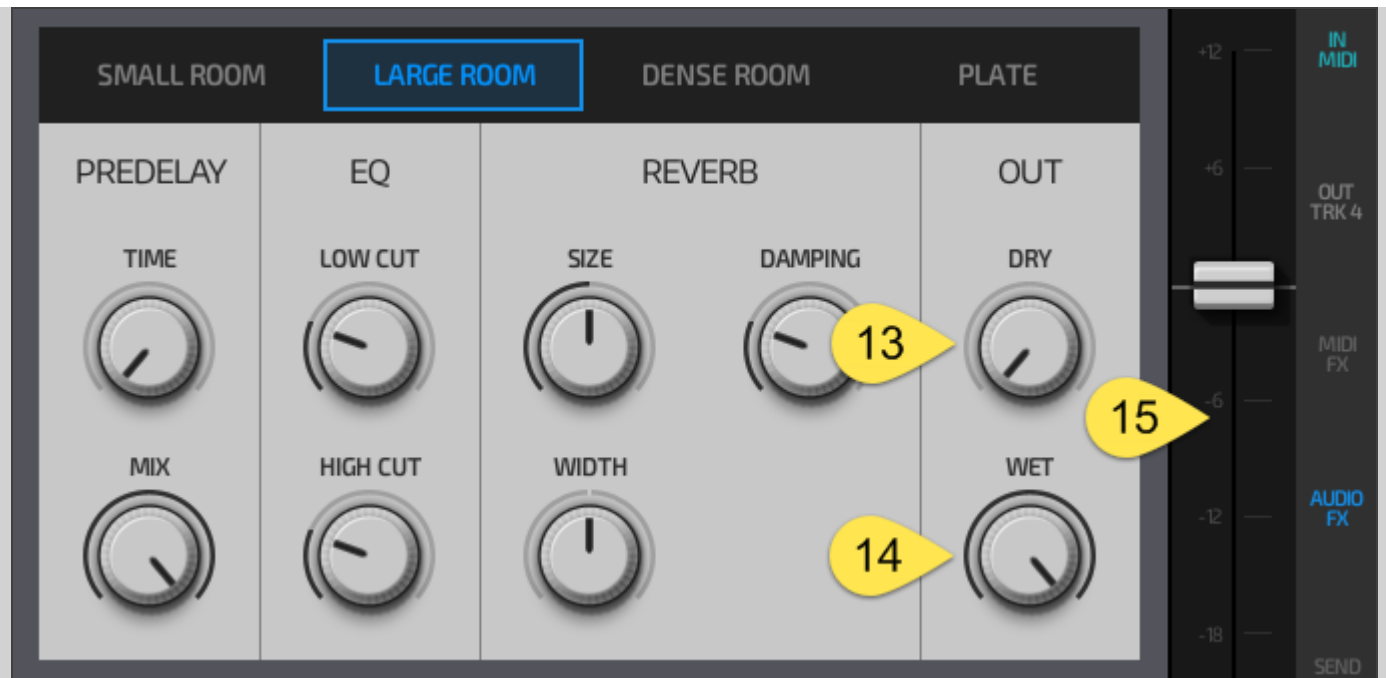 SMALL ROOM
LARGE ROOM
DENSE ROOM
PLATE
PREDELAY
EQ
REVERB
OUT
TIME
LOW CUT
SIZE
DAMPING
DRY
13
MIX
HIGH CUT
WIDTH
WET
14
15
+12
+6
-6
-12
-18
IN
MIDI
OUT
TRK 4
MIDI
FX
AUDIO
FX
SEND